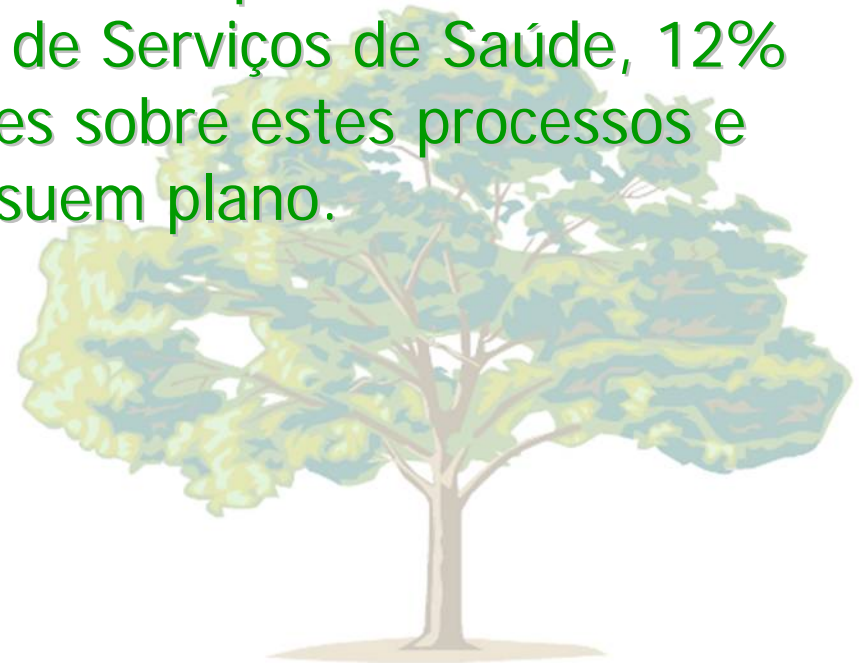 de Serviços de Saúde, 12%
es sobre estes processos e
suem plano.